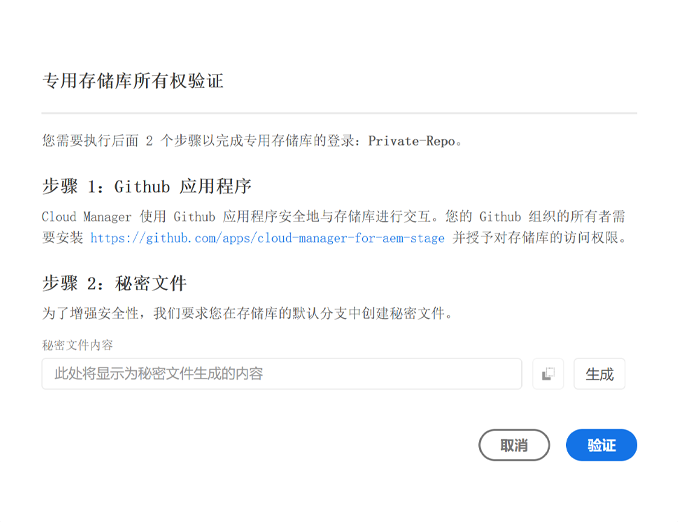 专用存储库所有权验证
您需要执行后面 2 个步骤以完成专用存储库的登录：Private-Repo。
步骤 1：Github 应用程序
Cloud Manager 使用 Github 应用程序安全地与存储库进行交互。您的 Github 组织的所有者需
要安装 https://github.com/apps/cloud-manager-for-aem-stage 并授予对存储库的访问权限。
步骤 2：秘密文件
为了增强安全性，我们要求您在存储库的默认分支中创建秘密文件。
秘密文件内容
此处将显示为秘密文件生成的内容
生成
取消
验证